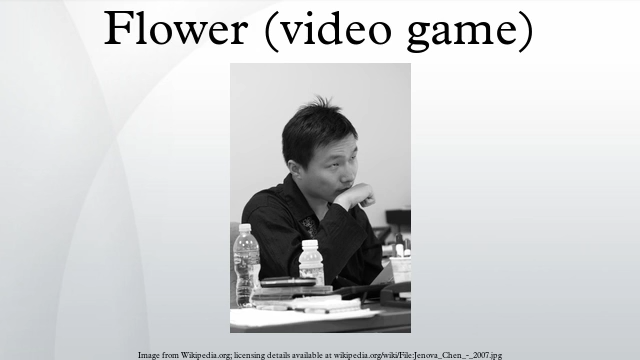 Flower (video game)
Image from Wikipedia.org; licensing details available at wikipedia.org/wiki/File:Jenova_Chen_-_2007.jpg